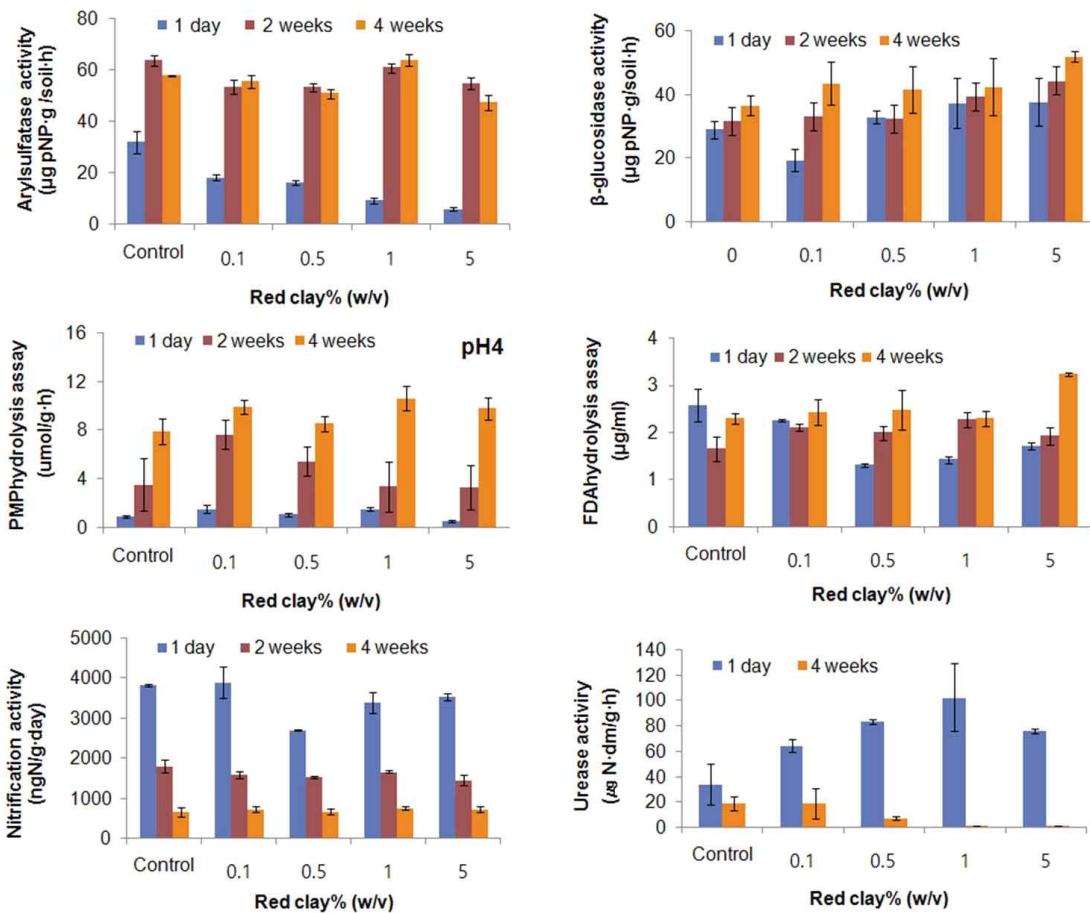 Arylsulfatase activity
(µg pNP·g /soil·h)
80
60
40
20
0
1 day 2 weeks 4 weeks
Control 0.1 0.5 1 5
Red clay% (w/v)
β-glucosidase activity
(µg pNP·g/soil·h)
60
40
20
0
1 day 2 weeks 4 weeks
0 0.1 0.5 1 5
Red clay% (w/v)
PMPhydrolysis assay
(umol/g·h)
16
12
8
4
0
1 day 2 weeks 4 weeks
pH4
Control 0.1 0.5 1 5
Red clay% (w/v)
FDAhydrolysis assay
(µg/ml)
4
3
2
1
0
1 day 2 weeks 4 weeks
Control 0.1 0.5 1 5
Red clay% (w/v)
Nitrification activity
(ngN/g·day)
5000
4000
3000
2000
1000
0
1 day 2 weeks 4 weeks
Control 0.1 0.5 1 5
Red clay% (w/v)
Urease activiry
(µg N·dm/g·h)
140
120
100
80
60
40
20
0
1 day 4 weeks
Control 0.1 0.5 1 5
Red clay% (w/v)